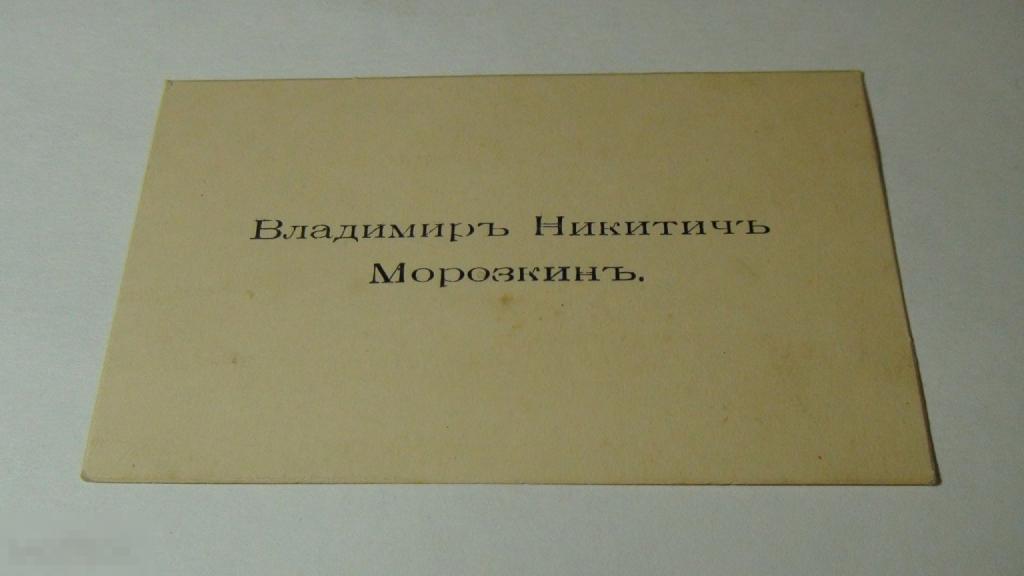 Владимиръ Никитичъ
Морозкинъ.